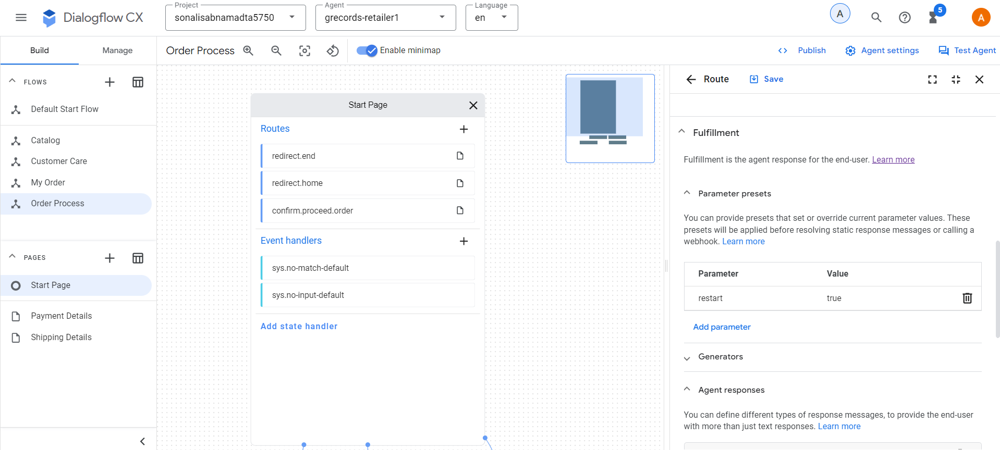 Dialogflow CX
Project
sonalisabnamadta5750
Agent
grecords-retailer1
Language
en
A
5
A
Build
Manage
Order Process
Enable minimap
Publish
Agent settings
Test Agent
FLOWS
Default Start Flow
Catalog
Customer Care
My Order
Order Process
PAGES
Start Page
Payment Details
Shipping Details
Start Page
Routes
redirect.end
redirect.home
confirm.proceed.order
Event handlers
sys.no-match-default
sys.no-input-default
Add state handler
Route
Save
Fulfillment
Fulfillment is the agent response for the end-user. Learn more
Parameter presets
You can provide presets that set or override current parameter values. These
presets will be applied before resolving static response messages or calling a
webhook. Learn more
Parameter Value
restart true
Add parameter
Generators
Agent responses
You can define different types of response messages, to provide the end-user
with more than just text responses. Learn more